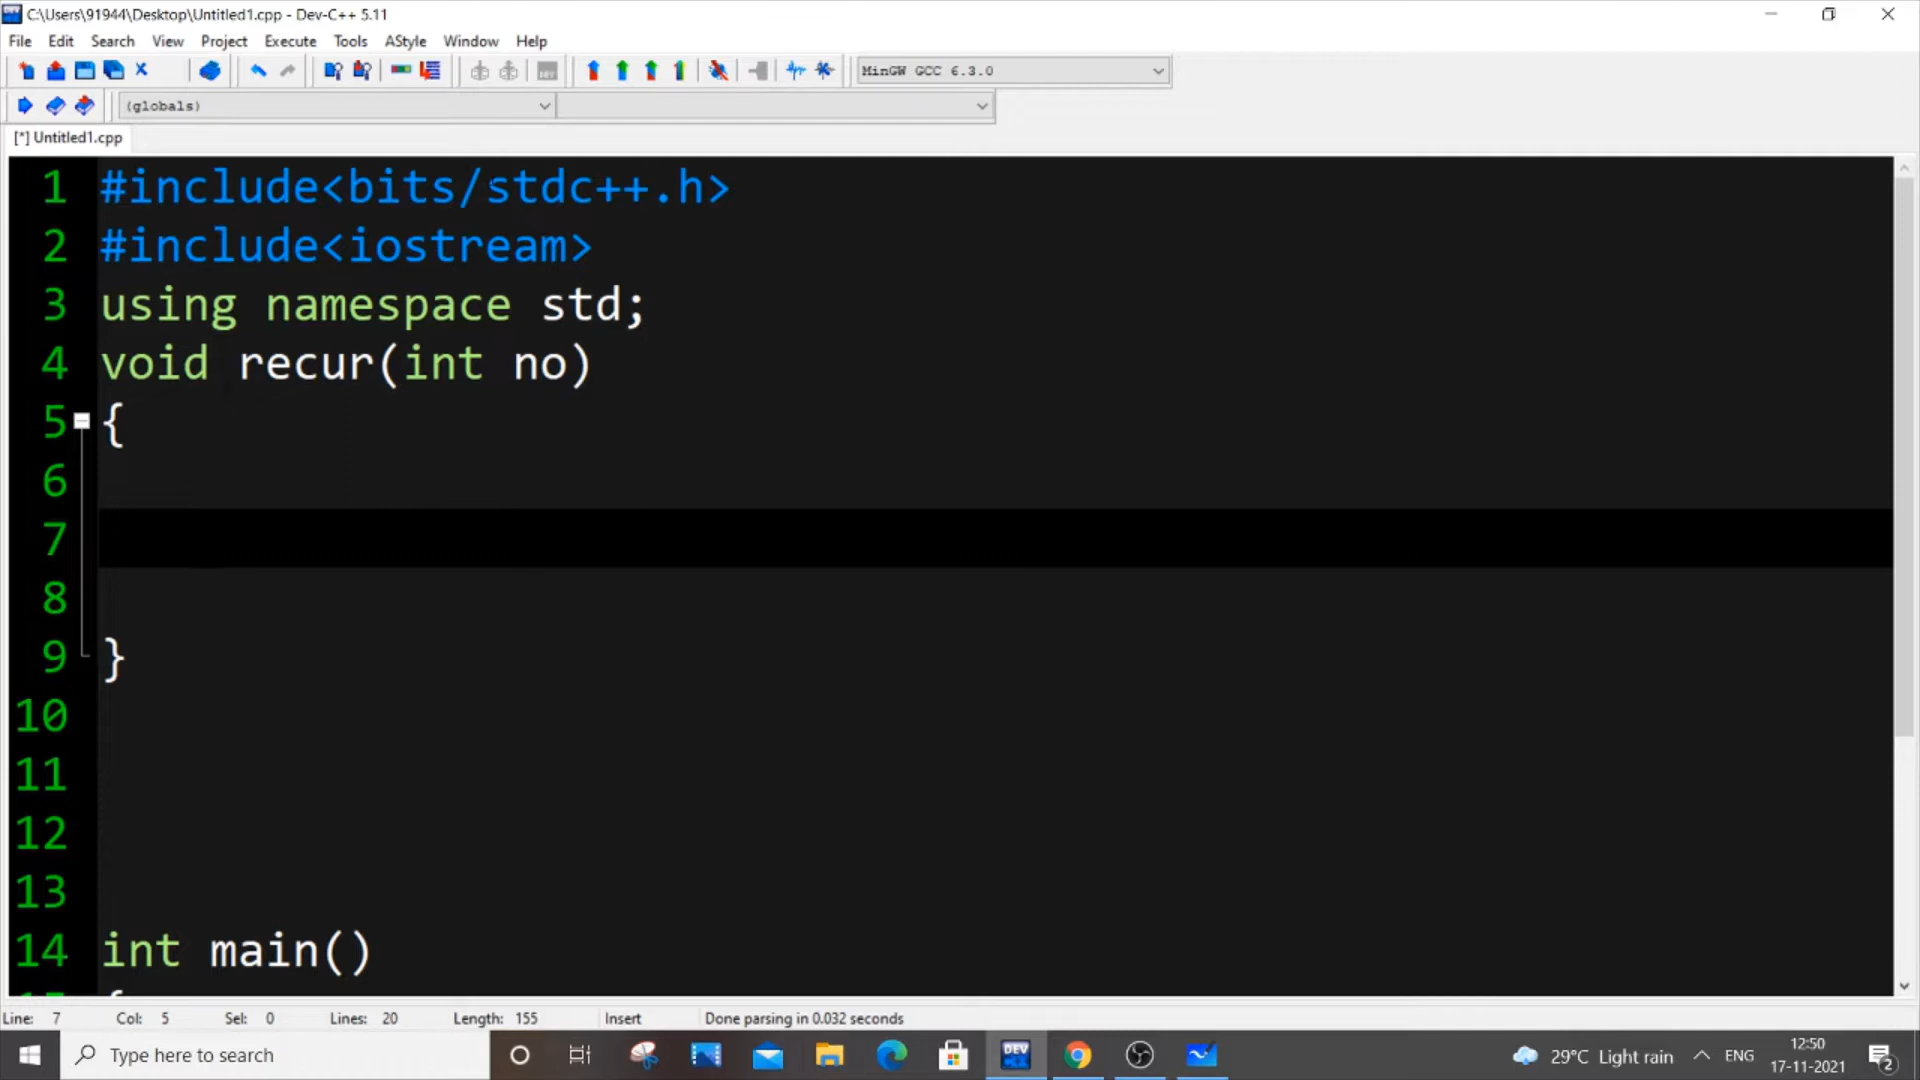 C:\Users\91944\Desktop\Untitled1.cpp - Dev-C++ 5.11
File Edit Search View Project Execute Tools AStyle Window Help
MinGW GCC 6.3.0
(globals)
[*] Untitled1.cpp
1 #include<bits/stdc++.h>
2 #include<iostream>
3 using namespace std;
4 void recur(int no)
5 {
6
7
8
9 }
10
11
12
13
14 int main()
Line: 7 Col: 5 Sel: 0 Lines: 20 Length: 155 Insert Done parsing in 0.032 seconds
Type here to search
DEV
29°C Light rain
ENG
12:50
17-11-2021
2